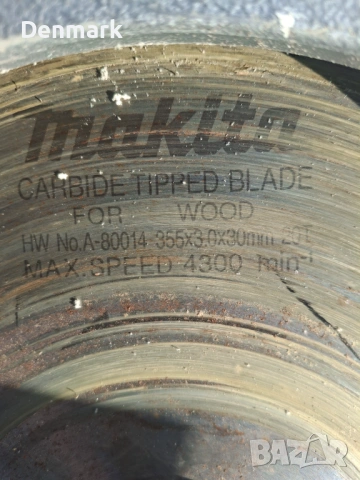 Denmark
makita
CARBIDE TIPPED BLADE
FOR WOOD
HW No.A-80014 355x3.0x30mm 20T
MAX. SPEED 4300 min-1
BAZAR